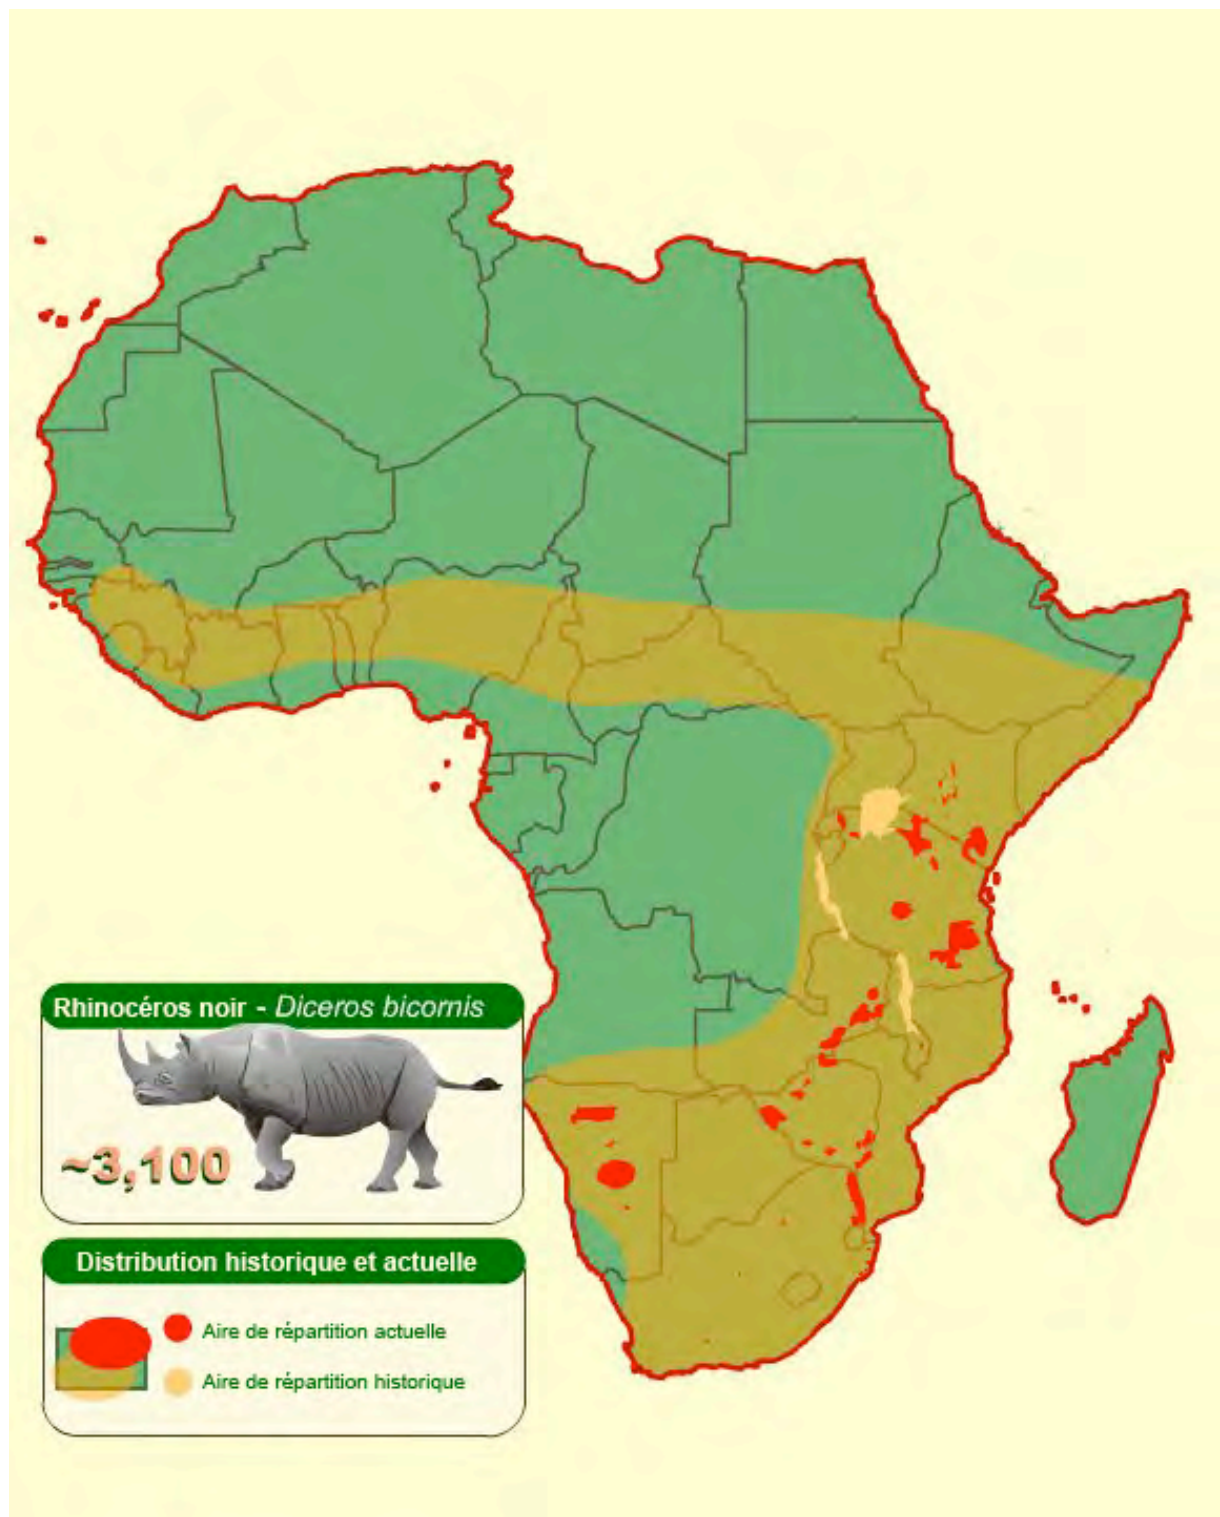 Rhinocéros noir - Diceros bicornis
~3,100
Distribution historique et actuelle
Aire de répartition actuelle
Aire de répartition historique